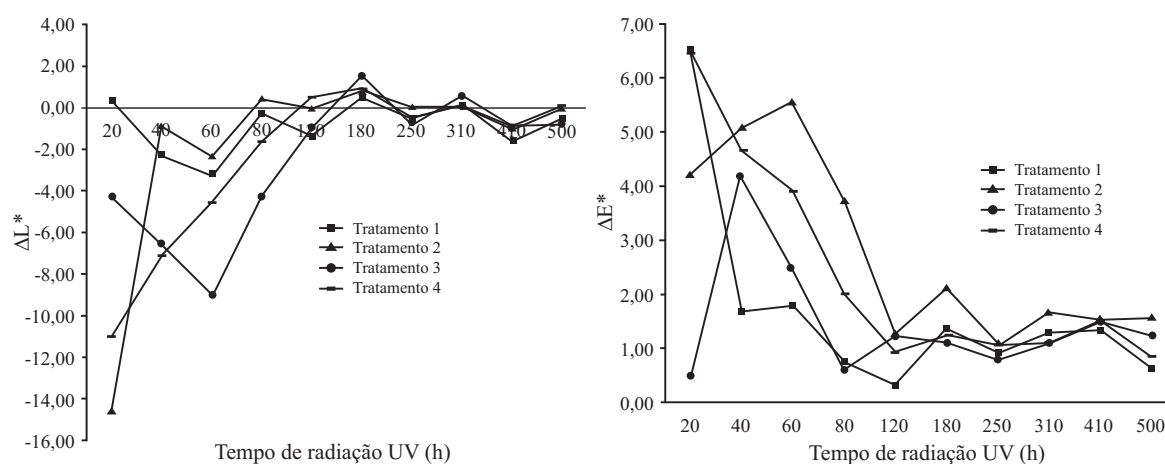 4,00
2,00
0,00
-2,00
-4,00
-6,00
-8,00
-10,00
-12,00
-14,00
-16,00
ΔL*
20 40 60 80 120 180 250 310 410 500
Tratamento 1
Tratamento 2
Tratamento 3
Tratamento 4
Tempo de radiação UV (h)
7,00
6,00
5,00
4,00
3,00
2,00
1,00
0,00
ΔE*
Tratamento 1
Tratamento 2
Tratamento 3
Tratamento 4
20 40 60 80 120 180 250 310 410 500
Tempo de radiação UV (h)